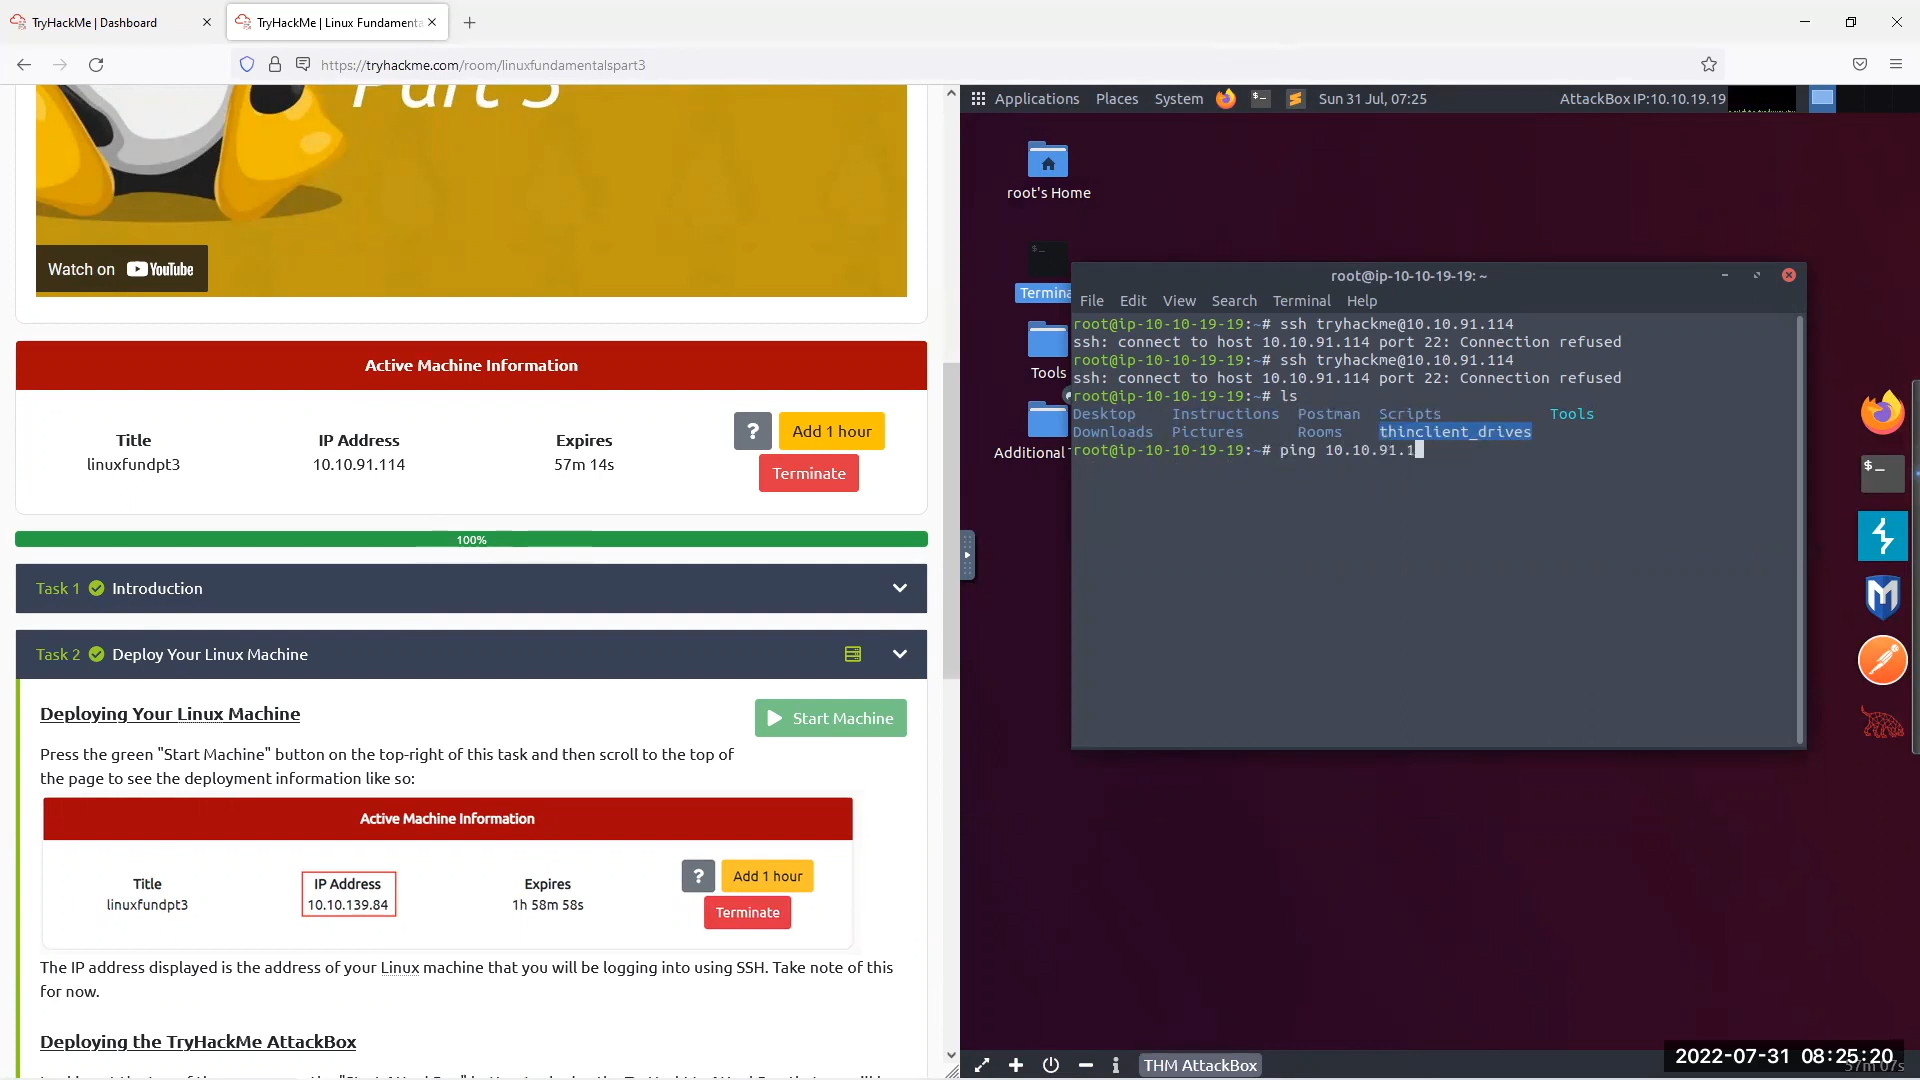 TryHackMe | Dashboard
TryHackMe | Linux Fundamenta
https://tryhackme.com/room/linuxfundamentalspart3
Part 3
Watch on YouTube
Active Machine Information
Title
IP Address
Expires
? Add 1 hour
linuxfundpt3
10.10.91.114
57m 14s
Terminate
100%
Task 1 Introduction
Task 2 Deploy Your Linux Machine
Deploying Your Linux Machine
Start Machine
Press the green "Start Machine" button on the top-right of this task and then scroll to the top of
the page to see the deployment information like so:
Active Machine Information
Title
IP Address
Expires
? Add 1 hour
linuxfundpt3
10.10.139.84
1h 58m 58s
Terminate
The IP address displayed is the address of your Linux machine that you will be logging into using SSH. Take note of this
for now.
Deploying the TryHackMe AttackBox
Applications Places System
Sun 31 Jul, 07:25
AttackBox IP:10.10.19.19
root's Home
Termina
Tools
Additional
root@ip-10-10-19-19: ~
File Edit View Search Terminal Help
root@ip-10-10-19-19:~# ssh tryhackme@10.10.91.114
ssh: connect to host 10.10.91.114 port 22: Connection refused
root@ip-10-10-19-19:~# ssh tryhackme@10.10.91.114
ssh: connect to host 10.10.91.114 port 22: Connection refused
root@ip-10-10-19-19:~# ls
Desktop Instructions Postman Scripts Tools
Downloads Pictures Rooms thinclient_drives
root@ip-10-10-19-19:~# ping 10.10.91.1
$_
THM AttackBox
2022-07-31 08:25:20